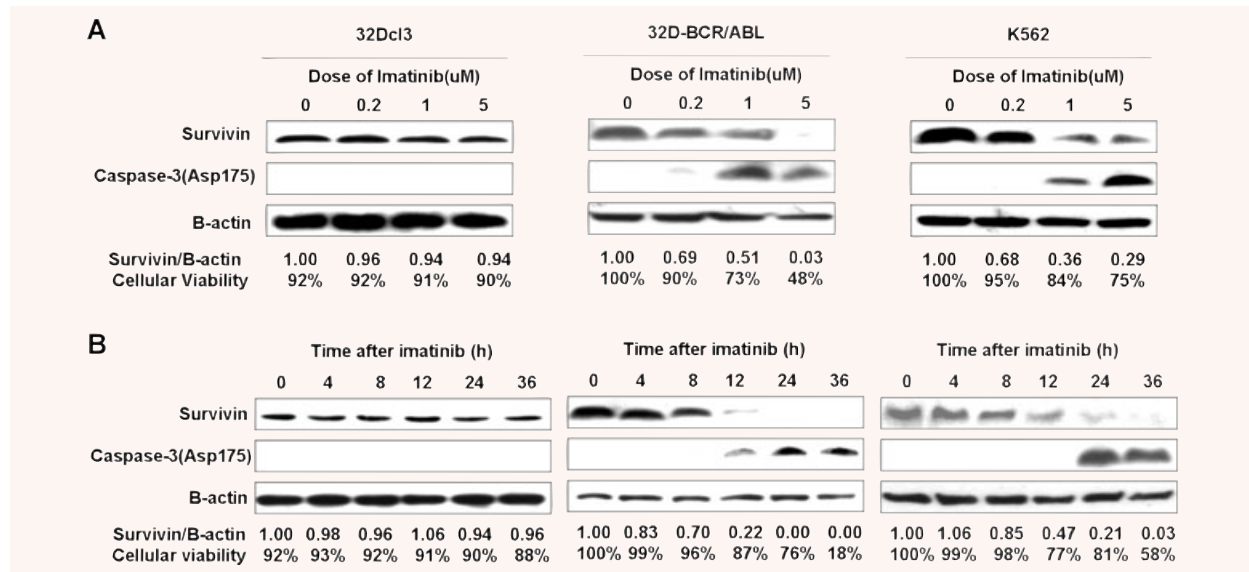 A
32Dcl3 32D-BCR/ABL K562
Dose of Imatinib(uM) Dose of Imatinib(uM) Dose of Imatinib(uM)
0 0.2 1 5 0 0.2 1 5 0 0.2 1 5
Survivin
Caspase-3(Asp175)
B-actin
Survivin/B-actin 1.00 0.96 0.94 0.94 1.00 0.69 0.51 0.03 1.00 0.68 0.36 0.29
Cellular Viability 92% 92% 91% 90% 100% 90% 73% 48% 100% 95% 84% 75%
B
Time after imatinib (h) Time after imatinib (h) Time after imatinib (h)
0 4 8 12 24 36 0 4 8 12 24 36 0 4 8 12 24 36
Survivin
Caspase-3(Asp175)
B-actin
Survivin/B-actin 1.00 0.98 0.96 1.06 0.94 0.96 1.00 0.83 0.70 0.22 0.00 0.00 1.00 1.06 0.85 0.47 0.21 0.03
Cellular viability 92% 93% 92% 91% 90% 88% 100% 99% 96% 87% 76% 18% 100% 99% 98% 77% 81% 58%